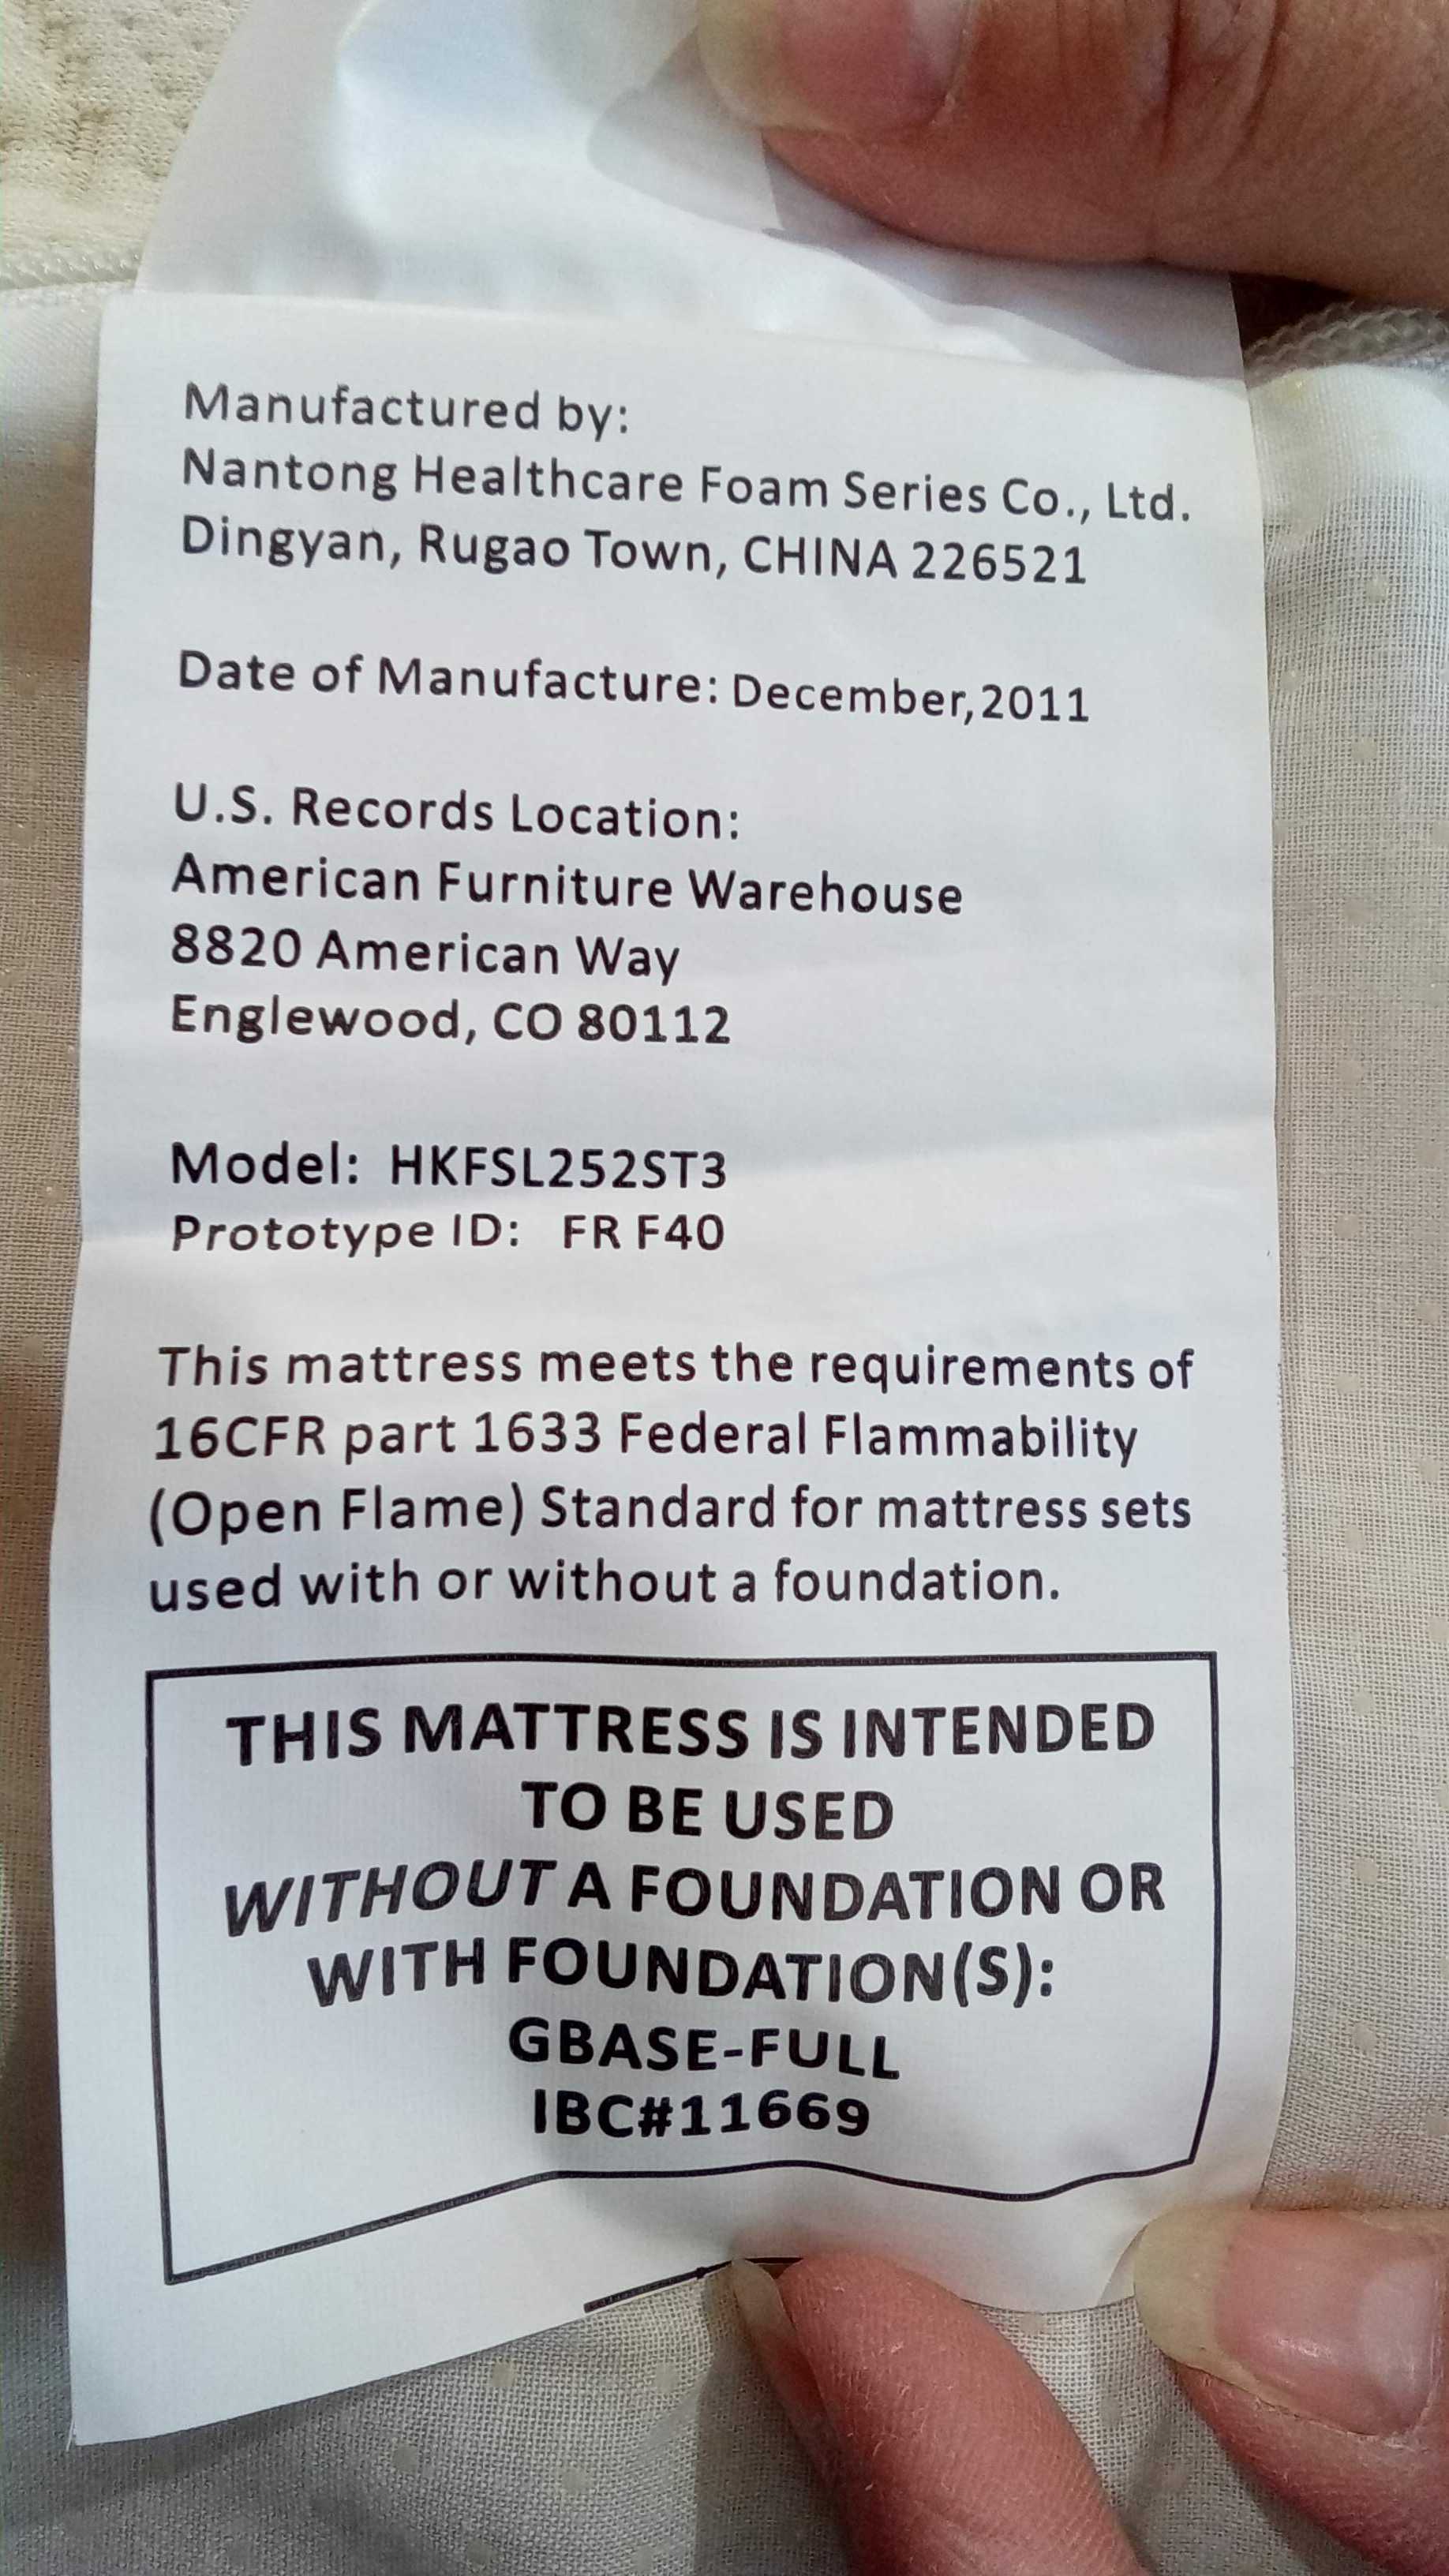 Manufactured by:
Nantong Healthcare Foam Series Co., Ltd.
Dingyan, Rugao Town, CHINA 226521
Date of Manufacture: December,2011
U.S. Records Location:
American Furniture Warehouse
8820 American Way
Englewood, CO 80112
Model: HKFSL252ST3
Prototype ID: FR F40
This mattress meets the requirements of
16CFR part 1633 Federal Flammability
(Open Flame) Standard for mattress sets
used with or without a foundation.
THIS MATTRESS IS INTENDED
TO BE USED
WITHOUT A FOUNDATION OR
WITH FOUNDATION(S):
GBASE-FULL
IBC#11669